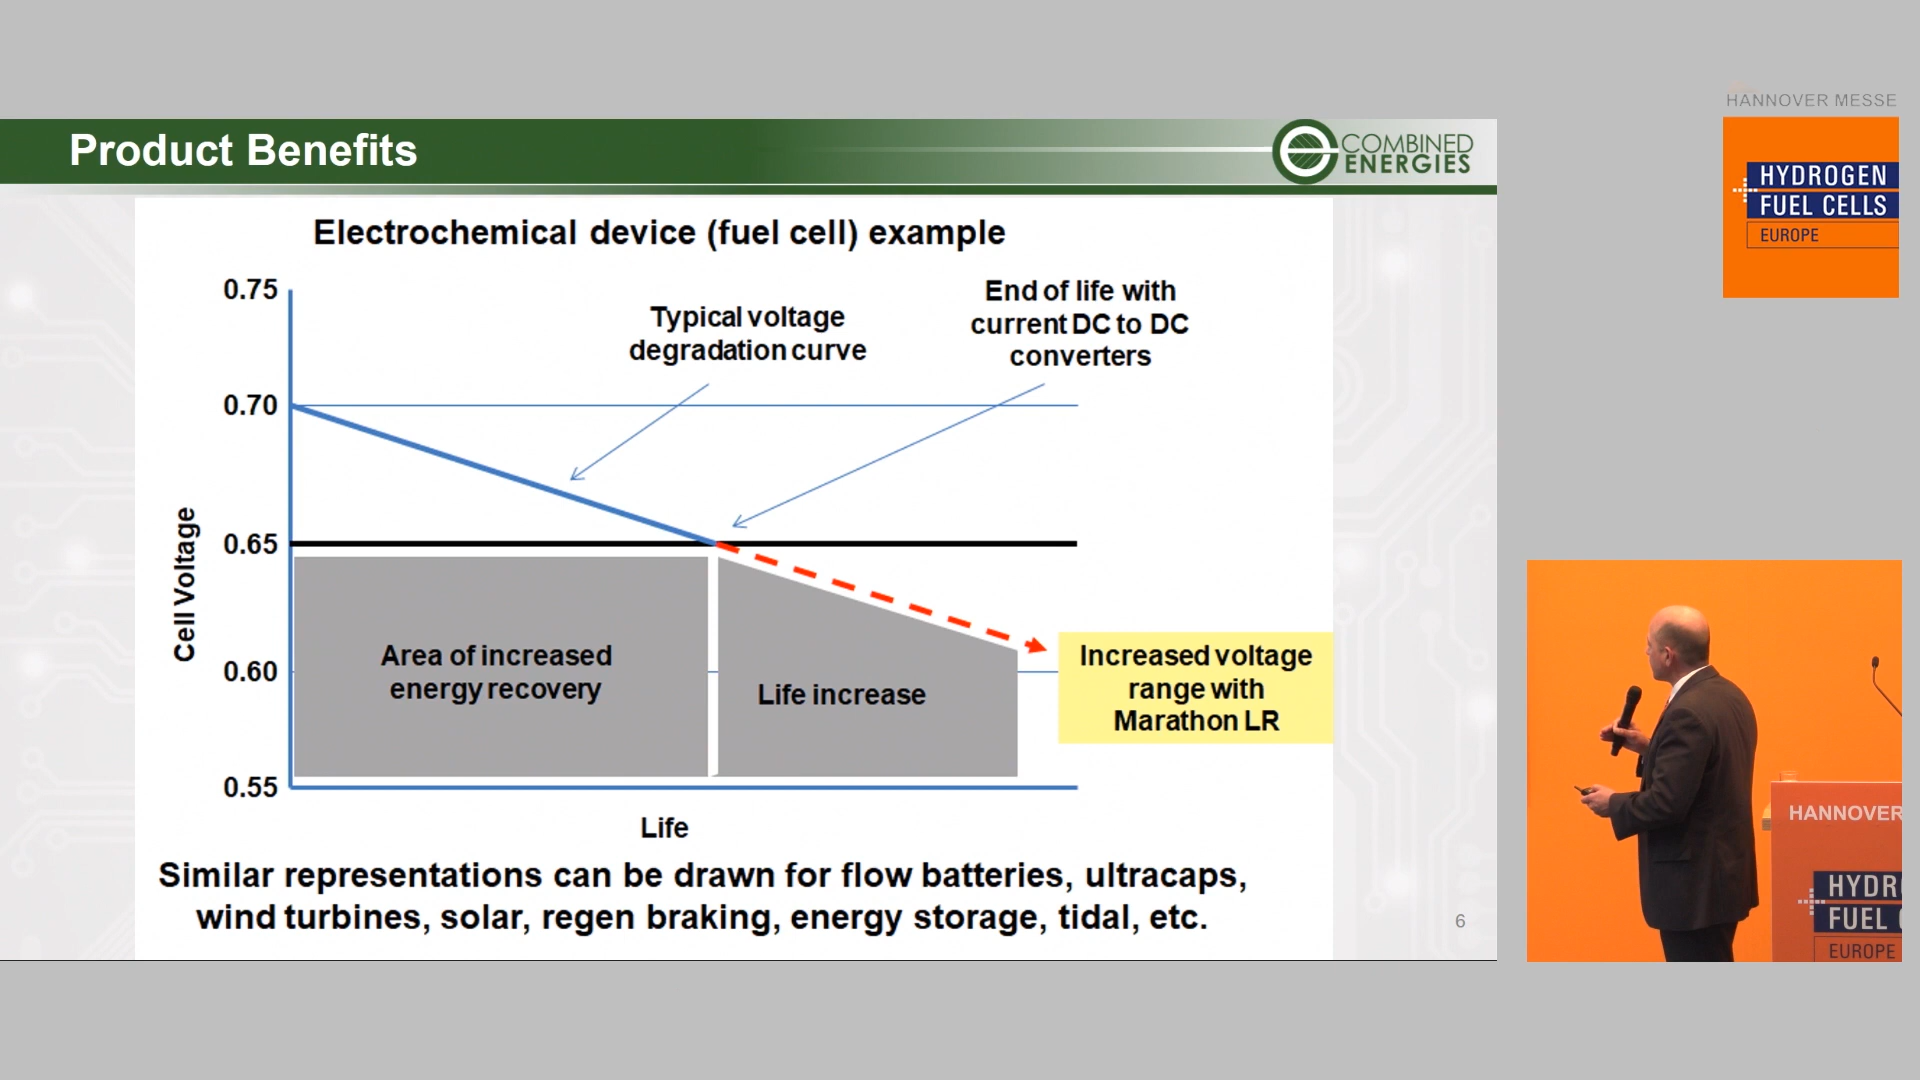 HANNOVER MESSE
HYDROGEN
FUEL CELLS
EUROPE
Product Benefits
COMBINED
ENERGIES
Electrochemical device (fuel cell) example
0.75
0.70
0.65
0.60
0.55
Cell Voltage
Typical voltage
degradation curve
End of life with
current DC to DC
converters
Area of increased
energy recovery
Life increase
Increased voltage
range with
Marathon LR
Life
Similar representations can be drawn for flow batteries, ultracaps,
wind turbines, solar, regen braking, energy storage, tidal, etc.
6
HANNOVER
HYDR
FUEL C
EUROPE